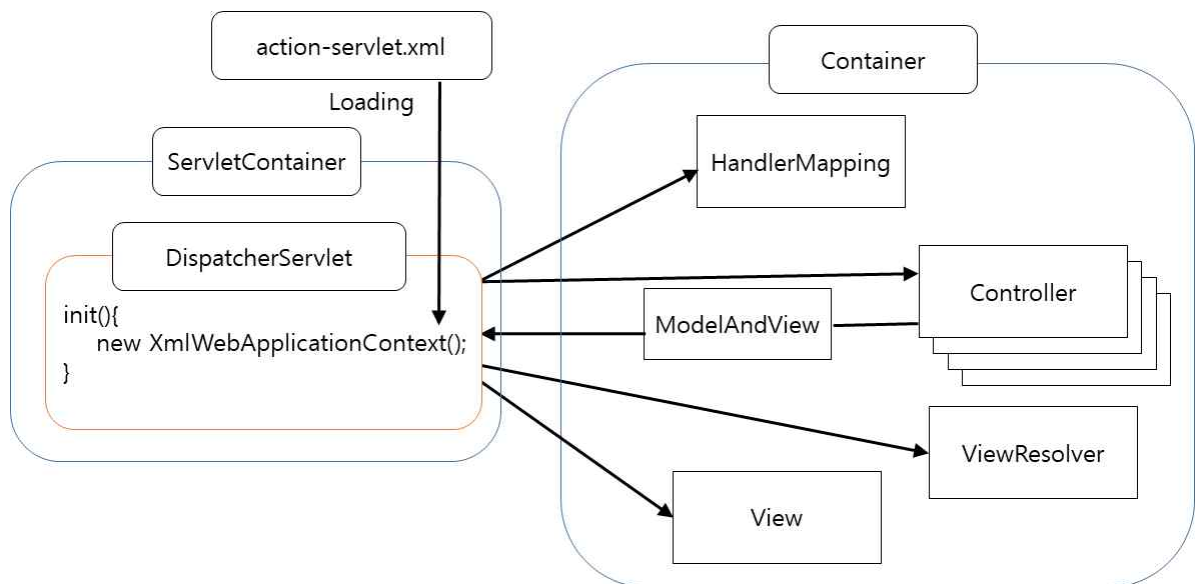 action-servlet.xml
Container
Loading
ServletContainer
HandlerMapping
DispatcherServlet
Controller
init(){
ModelAndView
new XmlWebApplicationContext();
}
ViewResolver
View